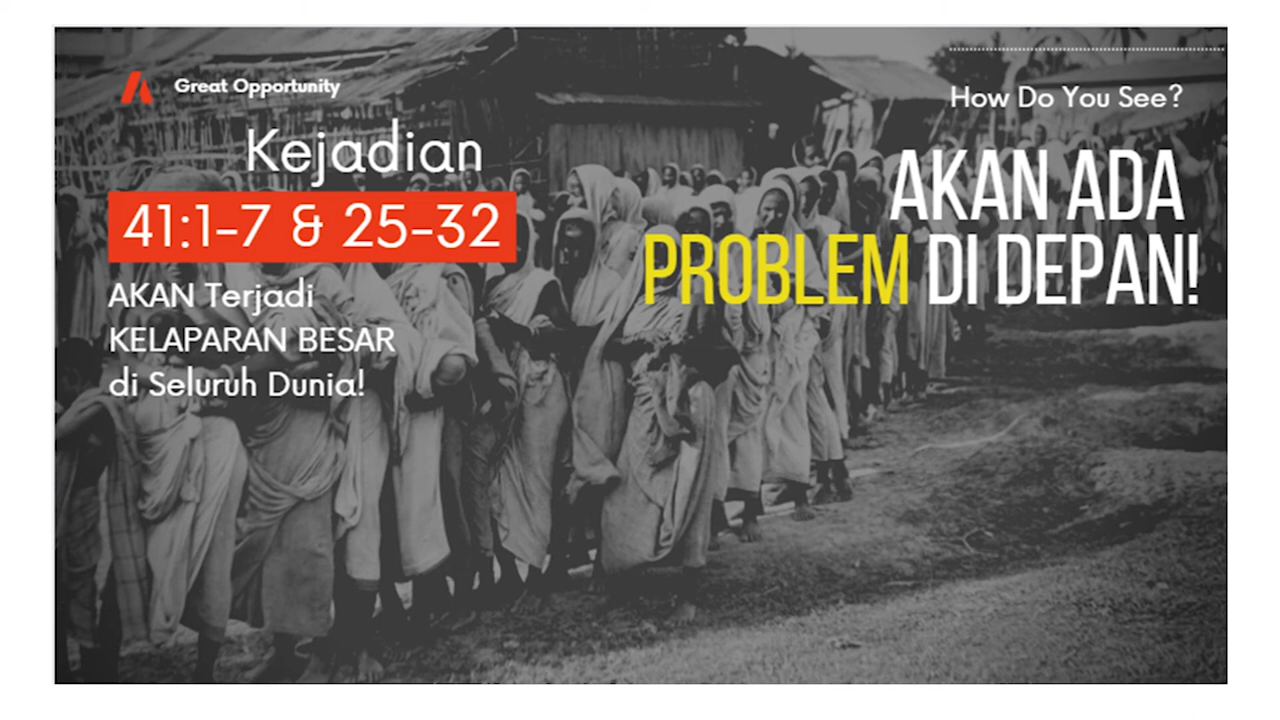 Great Opportunity
Kejadian
41:1-7 & 25-32
AKAN Terjadi
KELAPARAN BESAR
di Seluruh Dunia!
How Do You See?
AKAN ADA
PROBLEM DI DEPAN!